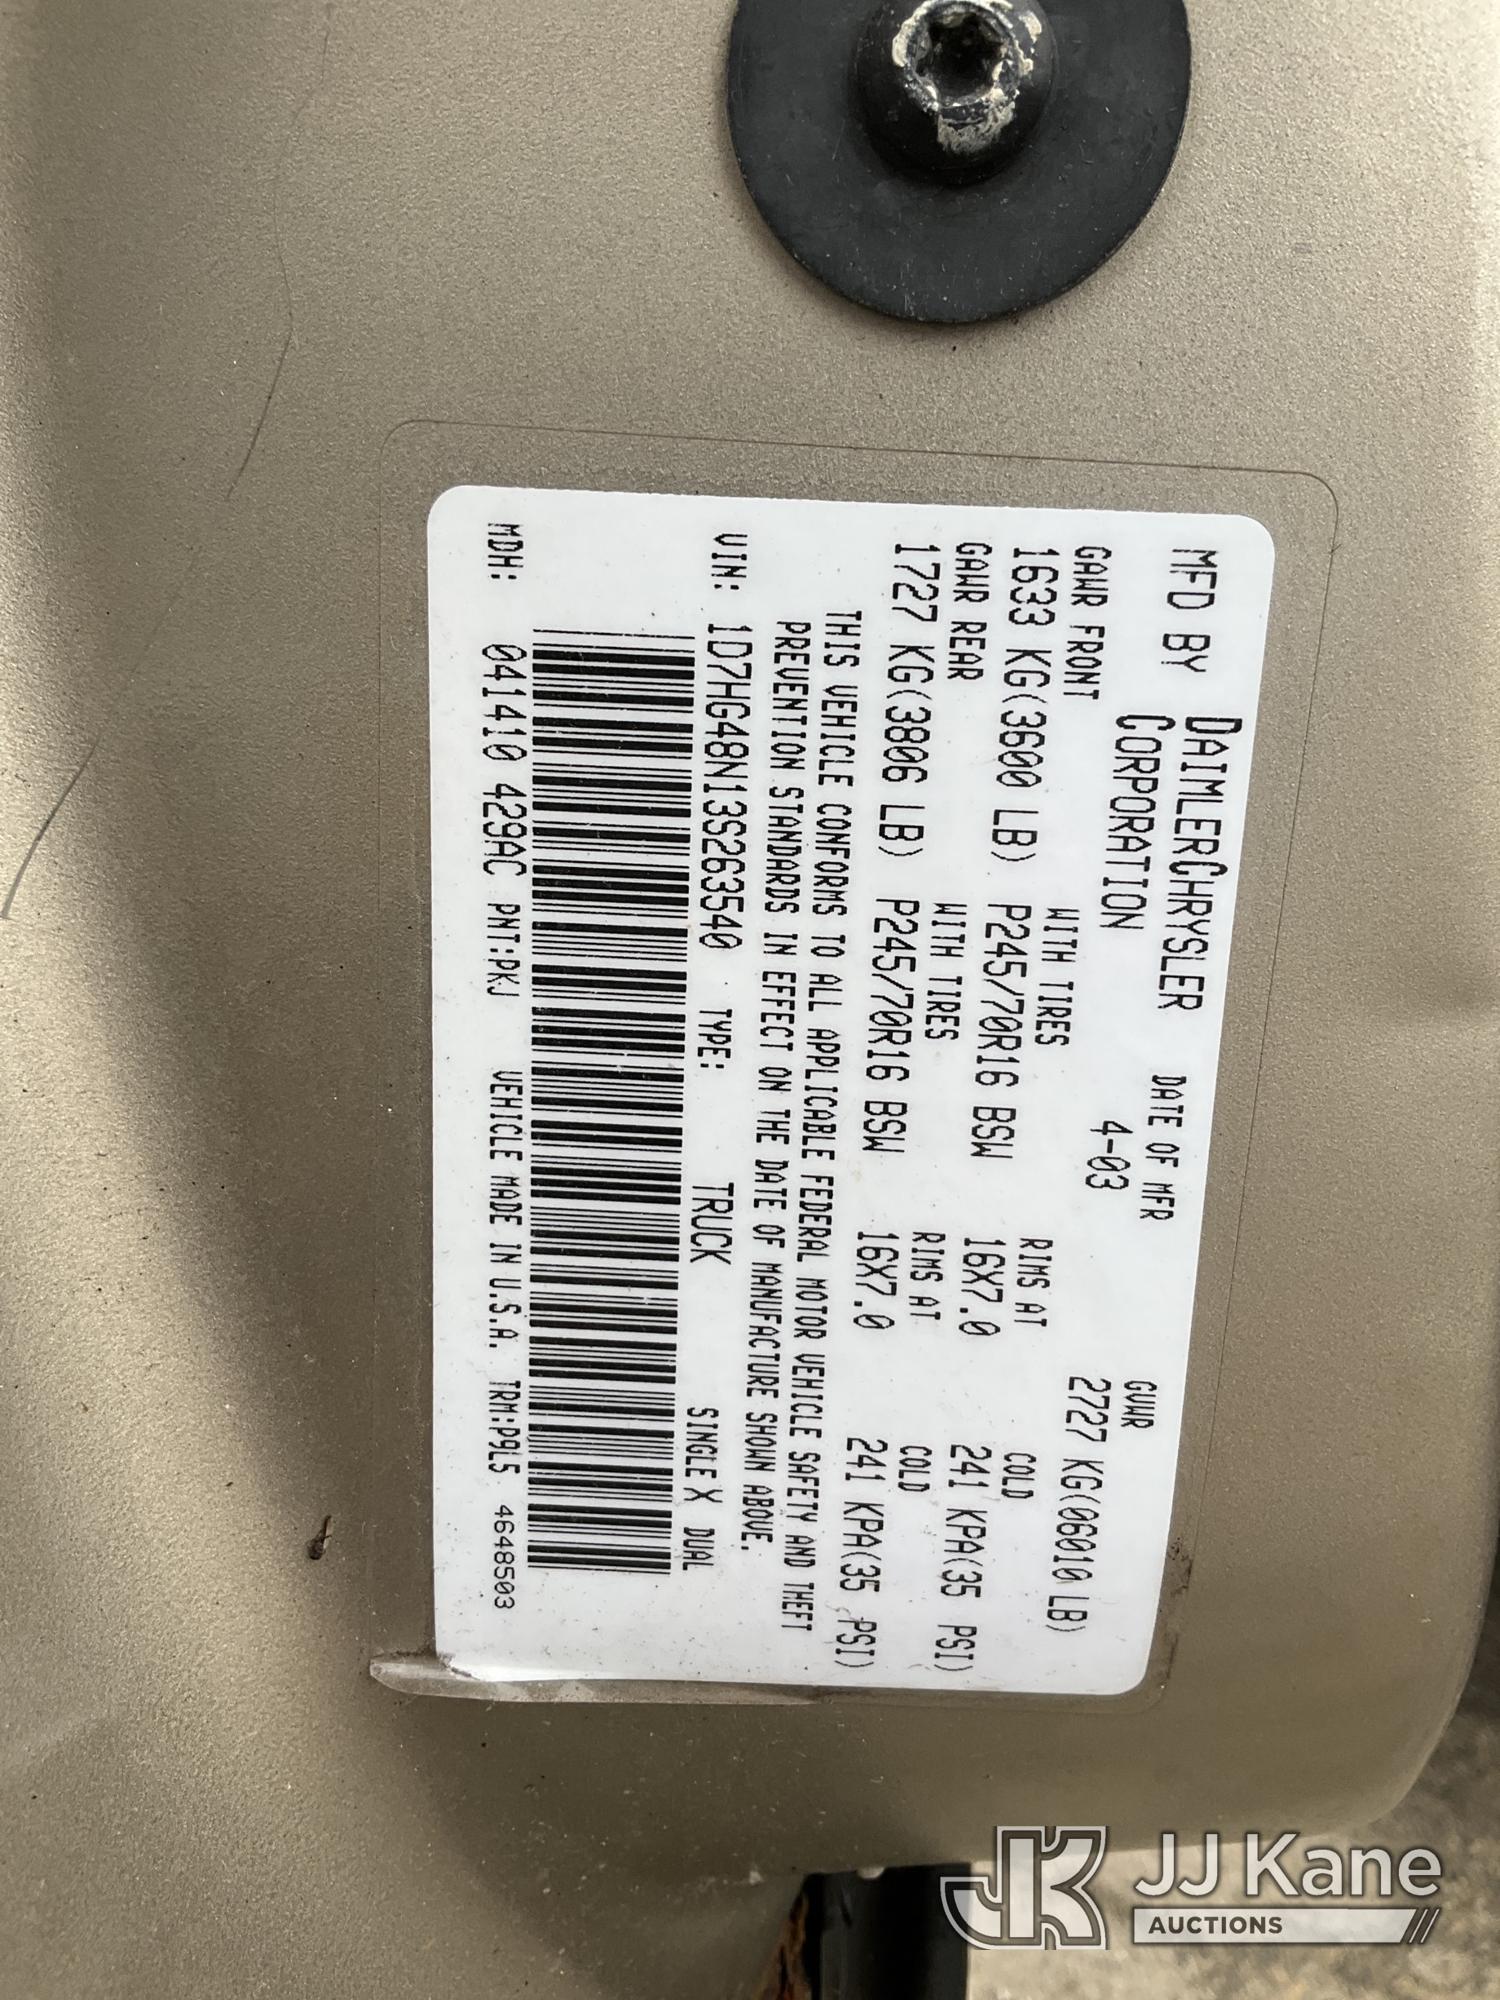 MFD BY DAIMLERCHRYSLER CORPORATION
DATE OF MFR 4-03
GVWR 2727 KG(06010 LB)
GAWR FRONT WITH TIRES RIMS AT COLD
1633 KG(3600 LB) P245/70R16 BSW 16X7.0 241 KPA(35 PSI)
GAWR REAR WITH TIRES RIMS AT COLD
1727 KG(3806 LB) P245/70R16 BSW 16X7.0 241 KPA(35 PSI)
THIS VEHICLE CONFORMS TO ALL APPLICABLE FEDERAL MOTOR VEHICLE SAFETY AND THEFT
PREVENTION STANDARDS IN EFFECT ON THE DATE OF MANUFACTURE SHOWN ABOVE.
VIN: 1D7HG48N13S263540 TYPE: TRUCK SINGLE X DUAL
MDH: 041410 429AC PNT:PKJ VEHICLE MADE IN U.S.A. TRM:P9L5 4648503
JK JJ Kane
AUCTIONS